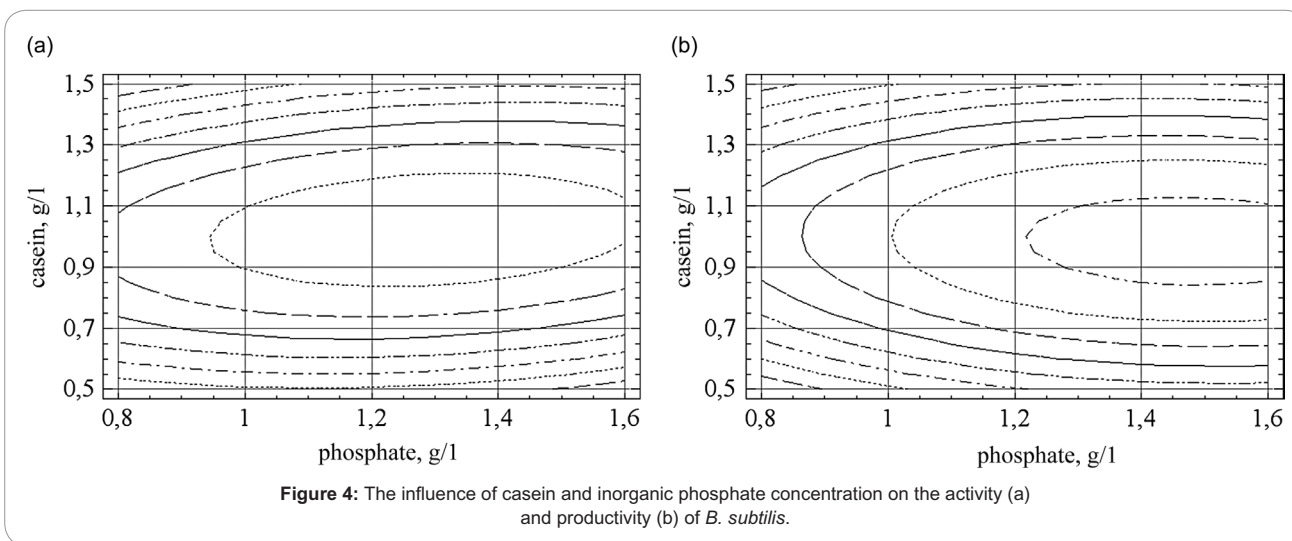 (a)
(b)
1,5
1,3
1,1
0,9
0,7
0,5
casein, g/1
0,8 1 1,2 1,4 1,6
phosphate, g/1
1,5
1,3
1,1
0,9
0,7
0,5
casein, g/1
0,8 1 1,2 1,4 1,6
phosphate, g/1
Figure 4: The influence of casein and inorganic phosphate concentration on the activity (a)
and productivity (b) of B. subtilis.